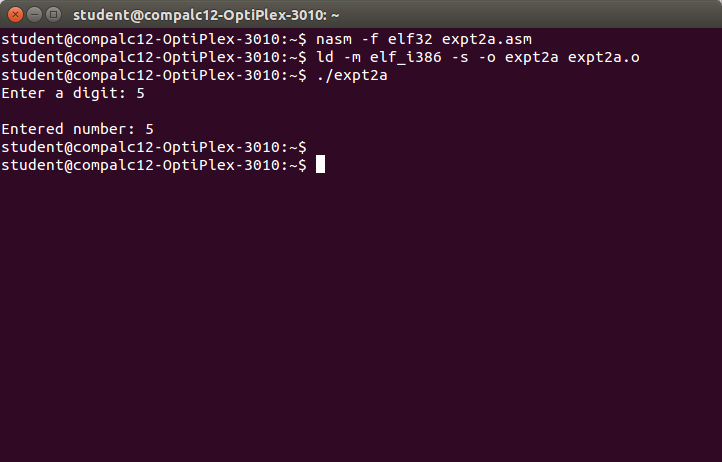 student@compalc12-OptiPlex-3010: ~
student@compalc12-OptiPlex-3010:~$ nasm -f elf32 expt2a.asm
student@compalc12-OptiPlex-3010:~$ ld -m elf_i386 -s -o expt2a expt2a.o
student@compalc12-OptiPlex-3010:~$ ./expt2a
Enter a digit: 5
Entered number: 5
student@compalc12-OptiPlex-3010:~$
student@compalc12-OptiPlex-3010:~$